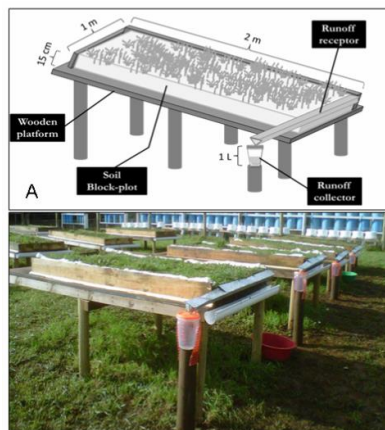 1 m
2 m
15 cm
Runoff
receptor
Wooden
platform
1 L
Soil
Block-plot
Runoff
collector
A